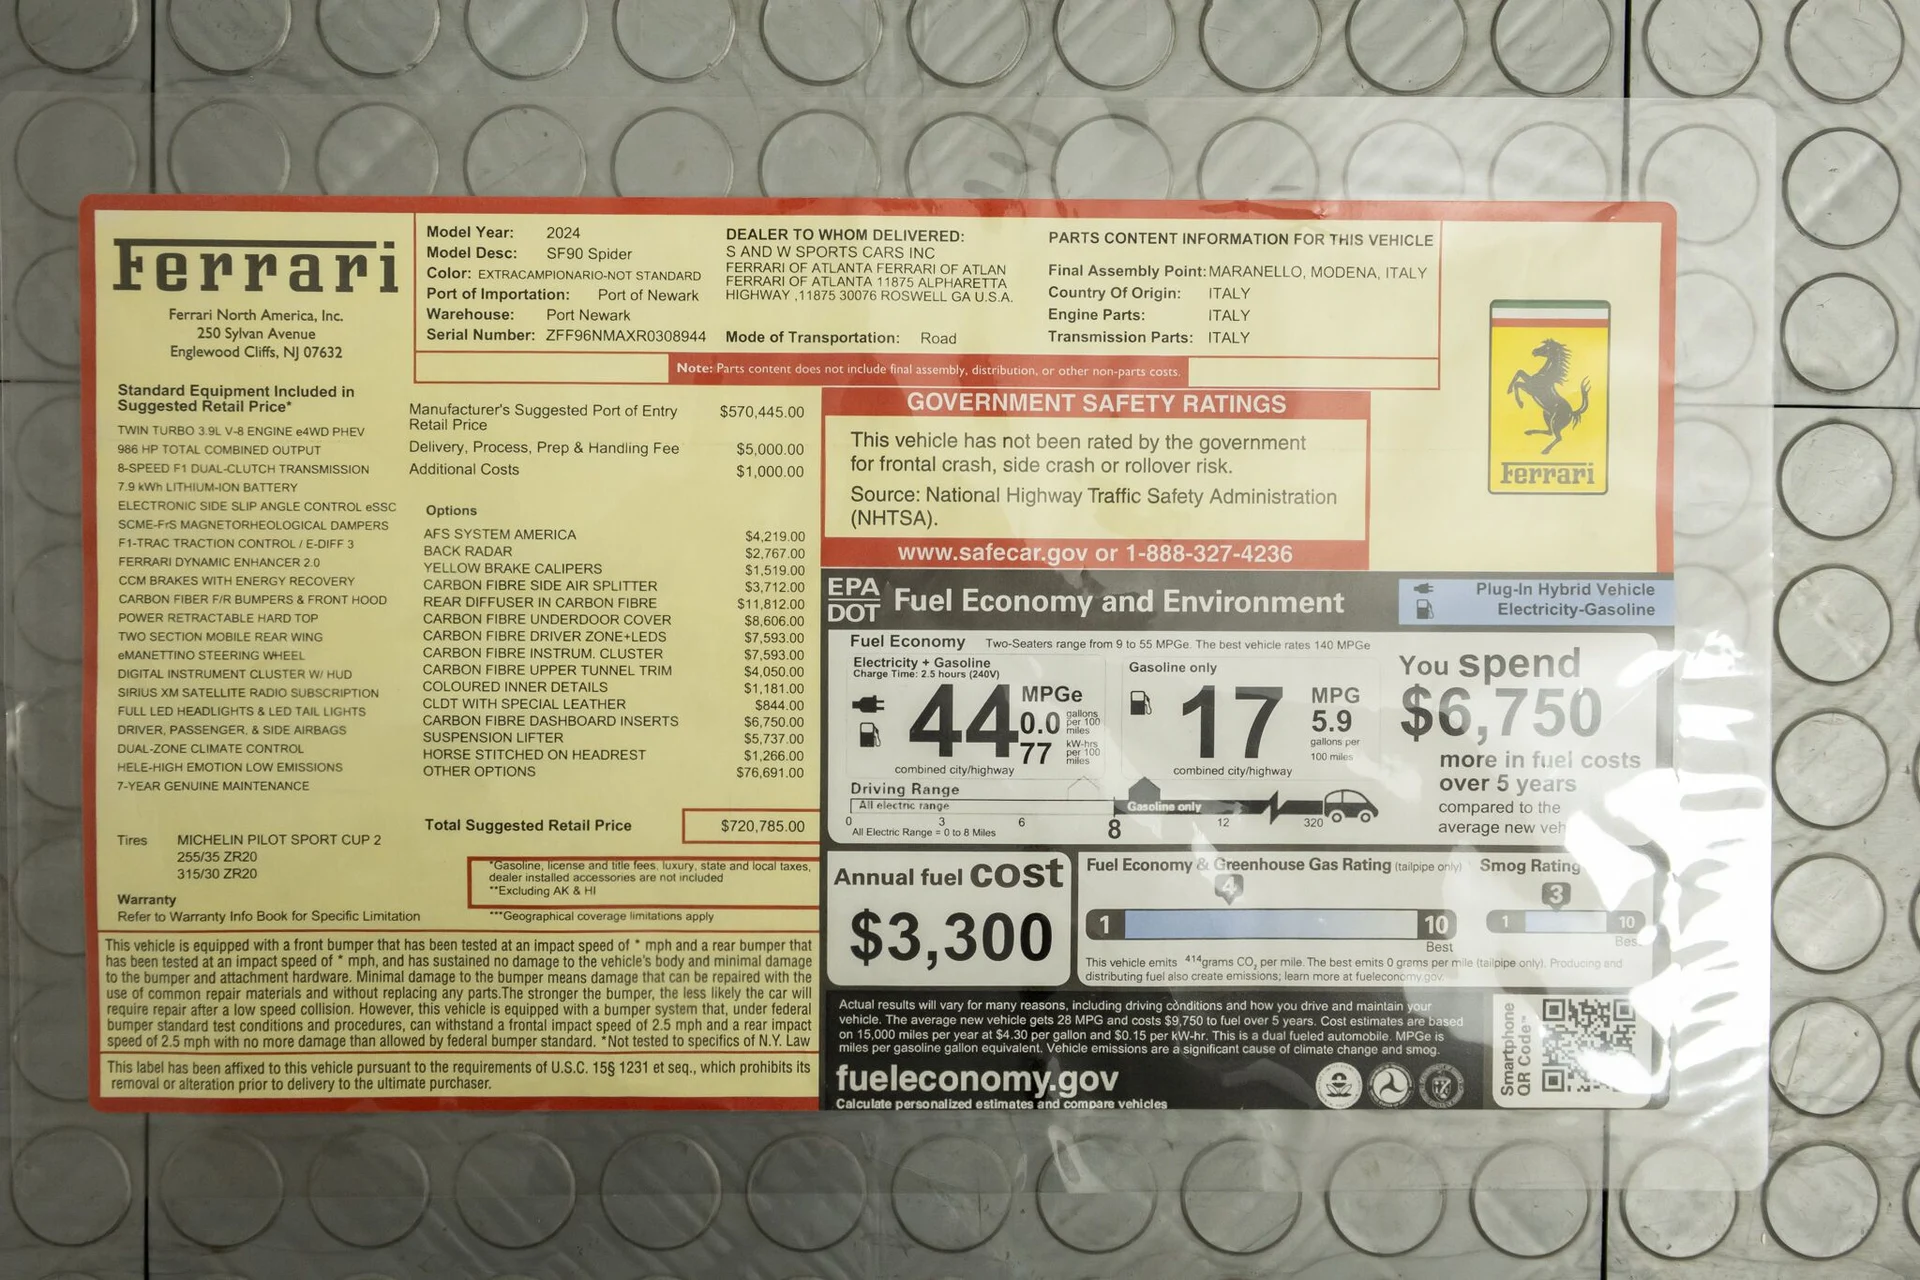 Ferrari
Ferrari North America, Inc.
250 Sylvan Avenue
Englewood Cliffs, NJ 07632
Standard Equipment Included in
Suggested Retail Price*
TWIN TURBO 3.9L V-8 ENGINE e4WD PHEV
986 HP TOTAL COMBINED OUTPUT
8-SPEED F1 DUAL-CLUTCH TRANSMISSION
7.9 kWh LITHIUM-ION BATTERY
ELECTRONIC SIDE SLIP ANGLE CONTROL eSSC
SCME-FrS MAGNETORHEOLOGICAL DAMPERS
F1-TRAC TRACTION CONTROL / E-DIFF 3
FERRARI DYNAMIC ENHANCER 2.0
CCM BRAKES WITH ENERGY RECOVERY
CARBON FIBER F/R BUMPERS & FRONT HOOD
POWER RETRACTABLE HARD TOP
TWO SECTION MOBILE REAR WING
eMANETTINO STEERING WHEEL
DIGITAL INSTRUMENT CLUSTER W/ HUD
SIRIUS XM SATELLITE RADIO SUBSCRIPTION
FULL LED HEADLIGHTS & LED TAIL LIGHTS
DRIVER, PASSENGER, & SIDE AIRBAGS
DUAL-ZONE CLIMATE CONTROL
HELE-HIGH EMOTION LOW EMISSIONS
7-YEAR GENUINE MAINTENANCE
Tires MICHELIN PILOT SPORT CUP 2
255/35 ZR20
315/30 ZR20
Warranty
Refer to Warranty Info Book for Specific Limitation
Model Year: 2024
Model Desc: SF90 Spider
Color: EXTRACAMPIONARIO-NOT STANDARD
Port of Importation: Port of Newark
Warehouse: Port Newark
Serial Number: ZFF96NMAXR0308944
DEALER TO WHOM DELIVERED:
S AND W SPORTS CARS INC
FERRARI OF ATLANTA FERRARI OF ATLAN
FERRARI OF ATLANTA 11875 ALPHARETTA
HIGHWAY ,11875 30076 ROSWELL GA U.S.A.
Mode of Transportation: Road
PARTS CONTENT INFORMATION FOR THIS VEHICLE
Final Assembly Point: MARANELLO, MODENA, ITALY
Country Of Origin: ITALY
Engine Parts: ITALY
Transmission Parts: ITALY
Note: Parts content does not include final assembly, distribution, or other non-parts costs.
Ferrari
Manufacturer's Suggested Port of Entry $570,445.00
Retail Price
Delivery, Process, Prep & Handling Fee $5,000.00
Additional Costs $1,000.00
Options
AFS SYSTEM AMERICA $4,219.00
BACK RADAR $2,767.00
YELLOW BRAKE CALIPERS $1,519.00
CARBON FIBRE SIDE AIR SPLITTER $3,712.00
REAR DIFFUSER IN CARBON FIBRE $11,812.00
CARBON FIBRE UNDERDOOR COVER $8,606.00
CARBON FIBRE DRIVER ZONE+LEDS $7,593.00
CARBON FIBRE INSTRUM. CLUSTER $7,593.00
CARBON FIBRE UPPER TUNNEL TRIM $4,050.00
COLOURED INNER DETAILS $1,181.00
CLDT WITH SPECIAL LEATHER $844.00
CARBON FIBRE DASHBOARD INSERTS $6,750.00
SUSPENSION LIFTER $5,737.00
HORSE STITCHED ON HEADREST $1,266.00
OTHER OPTIONS $76,691.00
Total Suggested Retail Price $720,785.00
*Gasoline, license and title fees, luxury, state and local taxes,
dealer installed accessories are not included
**Excluding AK & HI
***Geographical coverage limitations apply
This vehicle is equipped with a front bumper that has been tested at an impact speed of * mph and a rear bumper that
has been tested at an impact speed of * mph, and has sustained no damage to the vehicle's body and minimal damage
to the bumper and attachment hardware. Minimal damage to the bumper means damage that can be repaired with the
use of common repair materials and without replacing any parts.The stronger the bumper, the less likely the car will
require repair after a low speed collision. However, this vehicle is equipped with a bumper system that, under federal
bumper standard test conditions and procedures, can withstand a frontal impact speed of 2.5 mph and a rear impact
speed of 2.5 mph with no more damage than allowed by federal bumper standard. *Not tested to specifics of N.Y. Law
This label has been affixed to this vehicle pursuant to the requirements of U.S.C. 15§ 1231 et seq., which prohibits its
removal or alteration prior to delivery to the ultimate purchaser.
GOVERNMENT SAFETY RATINGS
This vehicle has not been rated by the government
for frontal crash, side crash or rollover risk.
Source: National Highway Traffic Safety Administration
(NHTSA).
www.safecar.gov or 1-888-327-4236
EPA
DOT
Fuel Economy and Environment
Plug-In Hybrid Vehicle
Electricity-Gasoline
Fuel Economy Two-Seaters range from 9 to 55 MPGe. The best vehicle rates 140 MPGe
Electricity + Gasoline
Charge Time: 2.5 hours (240V)
44 MPGe
0.0 gallons per 100 miles
77 kW-hrs per 100 miles
combined city/highway
Gasoline only
17 MPG
5.9
gallons per
100 miles
combined city/highway
Driving Range
All electric range
Gasoline only
0 3 6 8 12 320
All Electric Range = 0 to 8 Miles
You spend
$6,750
more in fuel costs
over 5 years
compared to the
average new veh
Annual fuel cost
$3,300
Fuel Economy & Greenhouse Gas Rating (tailpipe only)
4
1 10
Best
Smog Rating
3
1 10
Best
This vehicle emits 414grams CO2 per mile. The best emits 0 grams per mile (tailpipe only). Producing and
distributing fuel also create emissions; learn more at fueleconomy.gov.
Actual results will vary for many reasons, including driving conditions and how you drive and maintain your
vehicle. The average new vehicle gets 28 MPG and costs $9,750 to fuel over 5 years. Cost estimates are based
on 15,000 miles per year at $4.30 per gallon and $0.15 per kW-hr. This is a dual fueled automobile. MPGe is
miles per gasoline gallon equivalent. Vehicle emissions are a significant cause of climate change and smog.
fueleconomy.gov
Calculate personalized estimates and compare vehicles
Smartphone
QR Code™